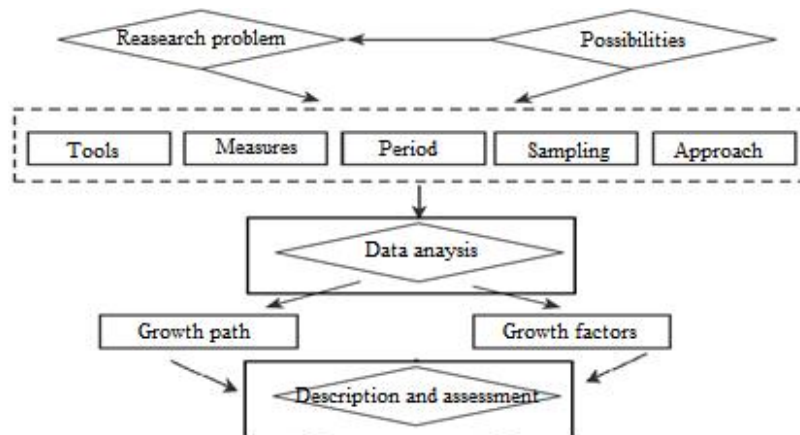 Reasearch problem
Possibilities
Tools
Measures
Period
Sampling
Approach
Data anaysis
Growth path
Growth factors
Description and assessment